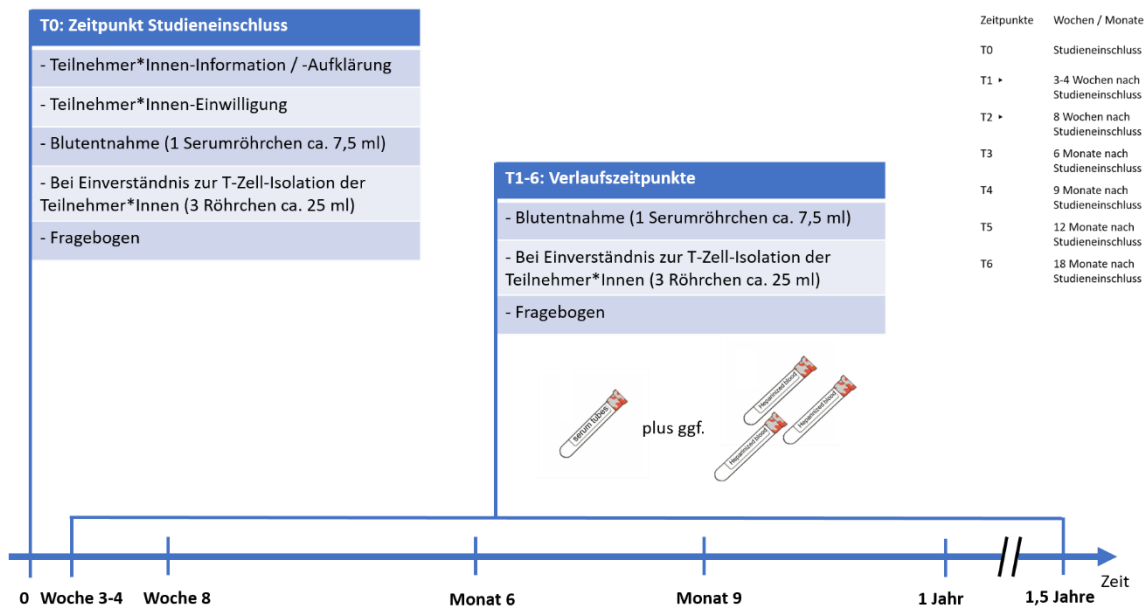 T0: Zeitpunkt Studieneinschluss
- Teilnehmer*Innen-Information / -Aufklärung
- Teilnehmer*Innen-Einwilligung
- Blutentnahme (1 Serumröhrchen ca. 7,5 ml)
- Bei Einverständnis zur T-Zell-Isolation der
Teilnehmer*Innen (3 Röhrchen ca. 25 ml)
- Fragebogen
T1-6: Verlaufszeitpunkte
- Blutentnahme (1 Serumröhrchen ca. 7,5 ml)
- Bei Einverständnis zur T-Zell-Isolation der
Teilnehmer*Innen (3 Röhrchen ca. 25 ml)
- Fragebogen
serum tubes
plus ggf.
Heparinized blood
Heparinized blood
Heparinized blood
Zeitpunkte Wochen / Monate
T0 Studieneinschluss
T1 ‣ 3-4 Wochen nach
Studieneinschluss
T2 ‣ 8 Wochen nach
Studieneinschluss
T3 6 Monate nach
Studieneinschluss
T4 9 Monate nach
Studieneinschluss
T5 12 Monate nach
Studieneinschluss
T6 18 Monate nach
Studieneinschluss
0 Woche 3-4 Woche 8 Monat 6 Monat 9 1 Jahr 1,5 Jahre
Zeit